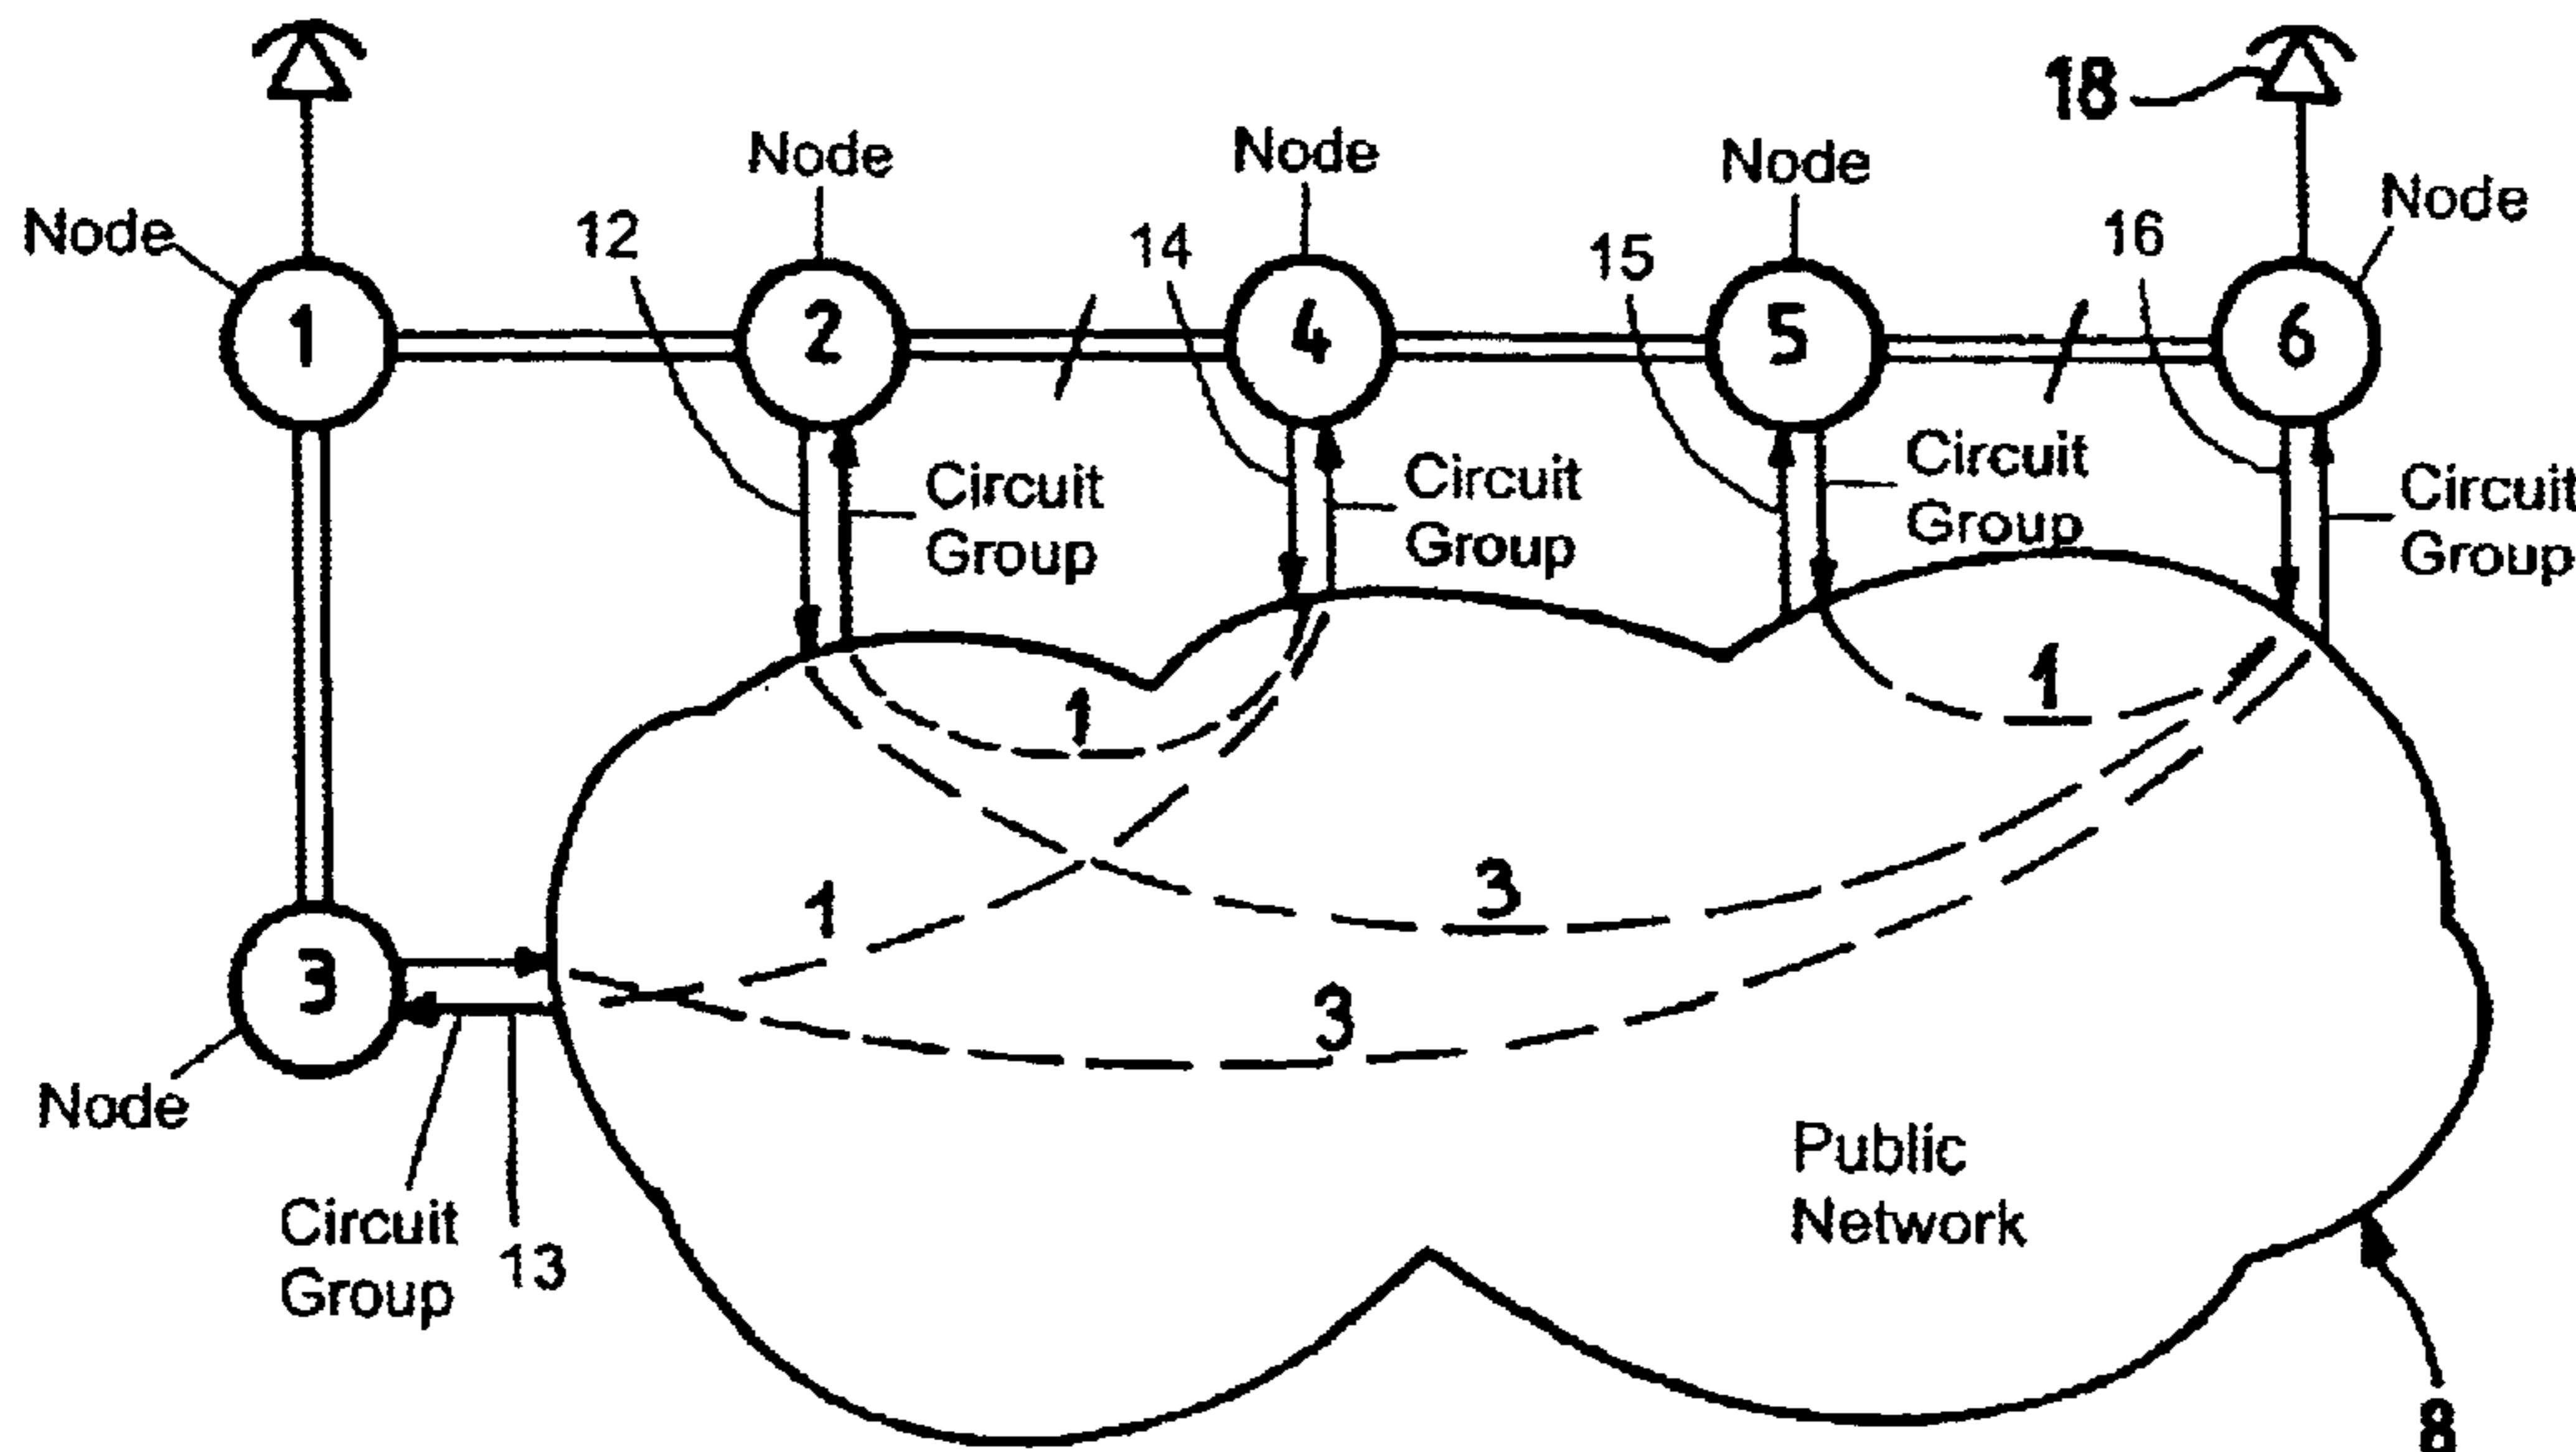 18
Node
Node
Node
Node
Node
Node
12
14
15
16
1
2
4
5
6
Circuit
Group
Circuit
Group
Circuit
Group
Circuit
Group
1
1
3
1
3
3
Node
Circuit
Group
13
Public
Network
8